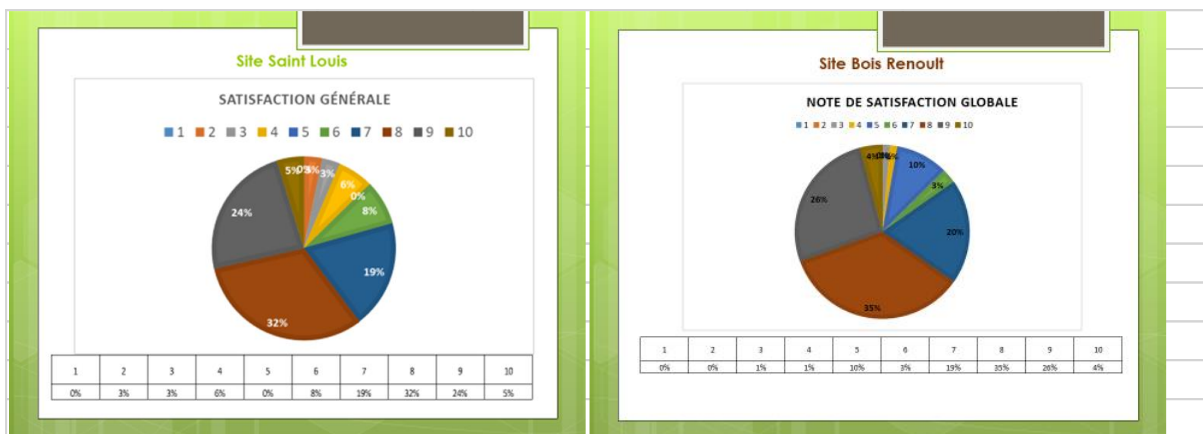 Site Saint Louis
SATISFACTION GÉNÉRALE
1 2 3 4 5 6 7 8 9 10
5% 0% 3% 3%
6%
0%
8%
24%
19%
32%
1 2 3 4 5 6 7 8 9 10
0% 3% 3% 6% 0% 8% 19% 32% 24% 5%
Site Bois Renoult
NOTE DE SATISFACTION GLOBALE
1 2 3 4 5 6 7 8 9 10
4%
10%
3%
26%
20%
35%
1 2 3 4 5 6 7 8 9 10
0% 0% 1% 1% 10% 3% 19% 35% 26% 4%